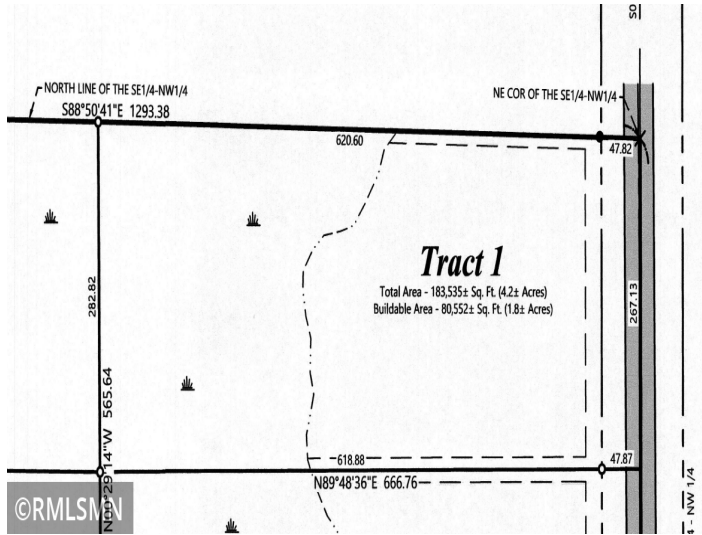 SO
NORTH LINE OF THE SE1/4-NW1/4
S88°50'41"E 1293.38
NE COR OF THE SE1/4-NW1/4
620.60
47.82
Tract 1
Total Area - 183,535± Sq. Ft. (4.2± Acres)
Buildable Area - 80,552± Sq. Ft. (1.8± Acres)
282.82
267.13
N00°29'14"W 565.64
618.88
47.87
N89°48'36"E 666.76
4 - NW 1/4
©RMLSMN